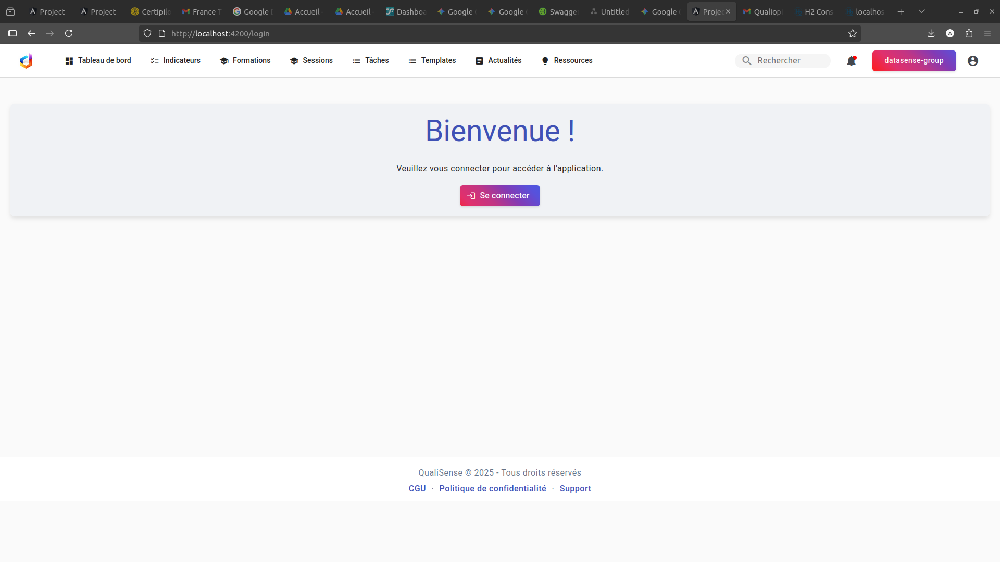 Project
Project
Certipilo
France T
Google D
Accueil -
Accueil -
Dashboa
Google
Google
Swagge
Untitled
Google
Projec
Qualiopi
H2 Cons
localhos
http://localhost:4200/login
A
Tableau de bord
Indicateurs
Formations
Sessions
Tâches
Templates
Actualités
Ressources
Rechercher
datasense-group
Bienvenue !
Veuillez vous connecter pour accéder à l'application.
Se connecter
QualiSense © 2025 - Tous droits réservés
CGU · Politique de confidentialité · Support